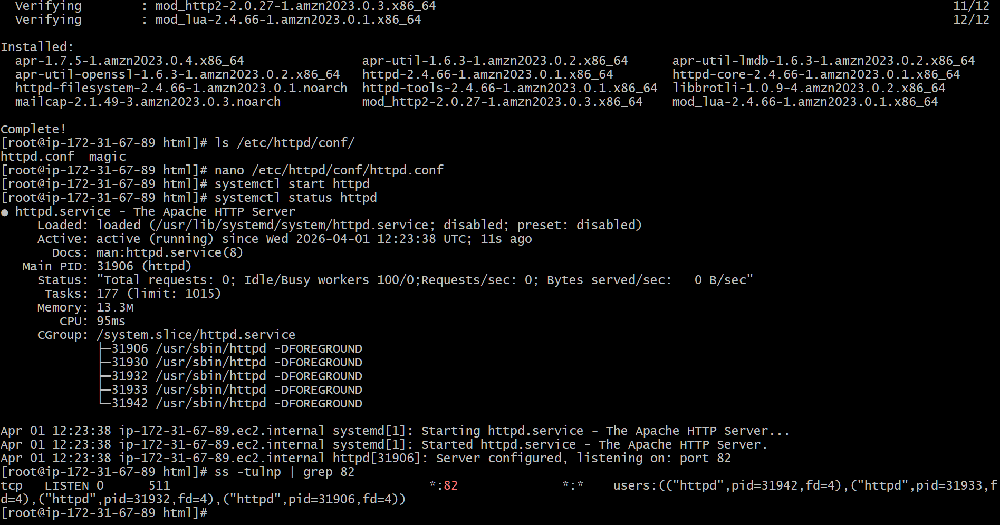 Verifying        : mod_http2-2.0.27-1.amzn2023.0.3.x86_64                                                                      11/12
  Verifying        : mod_lua-2.4.66-1.amzn2023.0.1.x86_64                                                                        12/12

Installed:
  apr-1.7.5-1.amzn2023.0.4.x86_64                apr-util-1.6.3-1.amzn2023.0.2.x86_64      apr-util-lmdb-1.6.3-1.amzn2023.0.2.x86_64
  apr-util-openssl-1.6.3-1.amzn2023.0.2.x86_64   httpd-2.4.66-1.amzn2023.0.1.x86_64        httpd-core-2.4.66-1.amzn2023.0.1.x86_64
  httpd-filesystem-2.4.66-1.amzn2023.0.1.noarch  httpd-tools-2.4.66-1.amzn2023.0.1.x86_64  libbrotli-1.0.9-4.amzn2023.0.2.x86_64
  mailcap-2.1.49-3.amzn2023.0.3.noarch           mod_http2-2.0.27-1.amzn2023.0.3.x86_64    mod_lua-2.4.66-1.amzn2023.0.1.x86_64

Complete!
[root@ip-172-31-67-89 html]# ls /etc/httpd/conf/
httpd.conf  magic
[root@ip-172-31-67-89 html]# nano /etc/httpd/conf/httpd.conf
[root@ip-172-31-67-89 html]# systemctl start httpd
[root@ip-172-31-67-89 html]# systemctl status httpd
● httpd.service - The Apache HTTP Server
     Loaded: loaded (/usr/lib/systemd/system/httpd.service; disabled; preset: disabled)
     Active: active (running) since Wed 2026-04-01 12:23:38 UTC; 11s ago
       Docs: man:httpd.service(8)
   Main PID: 31906 (httpd)
     Status: "Total requests: 0; Idle/Busy workers 100/0;Requests/sec: 0; Bytes served/sec:   0 B/sec"
      Tasks: 177 (limit: 1015)
     Memory: 13.3M
        CPU: 95ms
     CGroup: /system.slice/httpd.service
             ├─31906 /usr/sbin/httpd -DFOREGROUND
             ├─31930 /usr/sbin/httpd -DFOREGROUND
             ├─31932 /usr/sbin/httpd -DFOREGROUND
             ├─31933 /usr/sbin/httpd -DFOREGROUND
             └─31942 /usr/sbin/httpd -DFOREGROUND

Apr 01 12:23:38 ip-172-31-67-89.ec2.internal systemd[1]: Starting httpd.service - The Apache HTTP Server...
Apr 01 12:23:38 ip-172-31-67-89.ec2.internal systemd[1]: Started httpd.service - The Apache HTTP Server.
Apr 01 12:23:38 ip-172-31-67-89.ec2.internal httpd[31906]: Server configured, listening on: port 82
[root@ip-172-31-67-89 html]# ss -tulnp | grep 82
tcp   LISTEN 0      511                                   *:82              *:*    users:(("httpd",pid=31942,fd=4),("httpd",pid=31933,f
d=4),("httpd",pid=31932,fd=4),("httpd",pid=31906,fd=4))
[root@ip-172-31-67-89 html]#